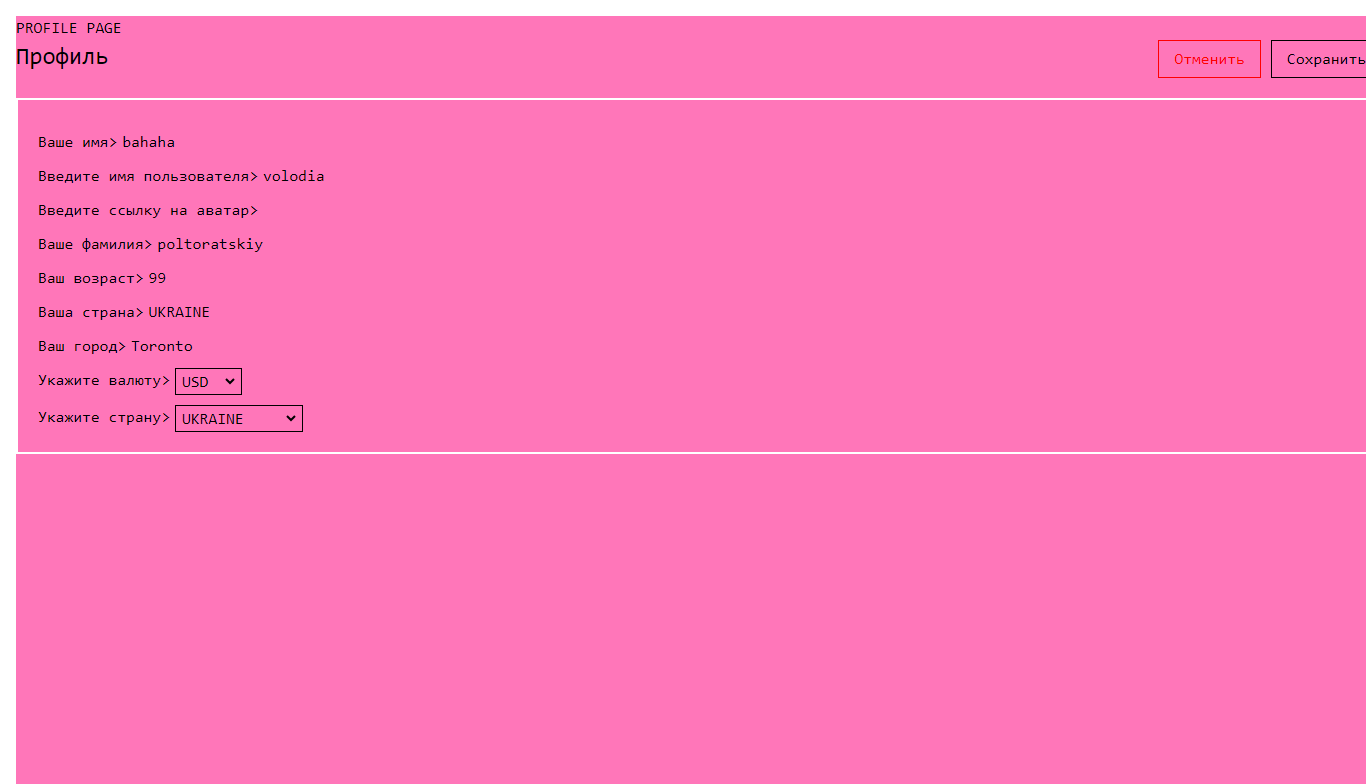 PROFILE PAGE
Профиль
Отменить
Сохранить
Ваше имя> bahaha
Введите имя пользователя> volodia
Введите ссылку на аватар>
Ваше фамилия> poltoratskiy
Ваш возраст> 99
Ваша страна> UKRAINE
Ваш город> Toronto
Укажите валюту> USD
Укажите страну> UKRAINE